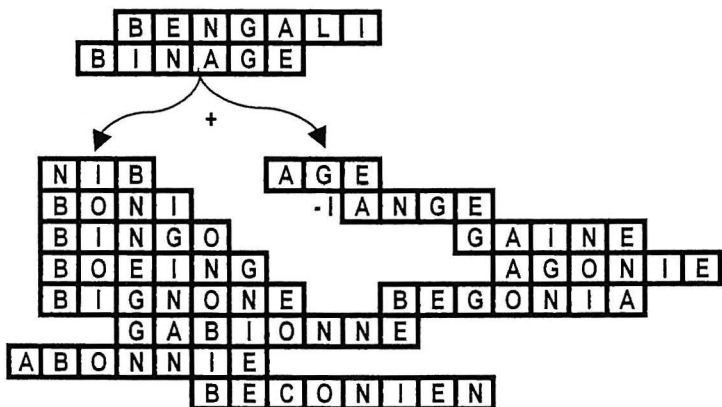 BENGALI
BINAGE
+
NIB AGE
BONI -IANGE
BINGO GAINE
BOEING AGONIE
BIGNONE BEGONIA
GABIONNE
ABONNIE
BECONIEN